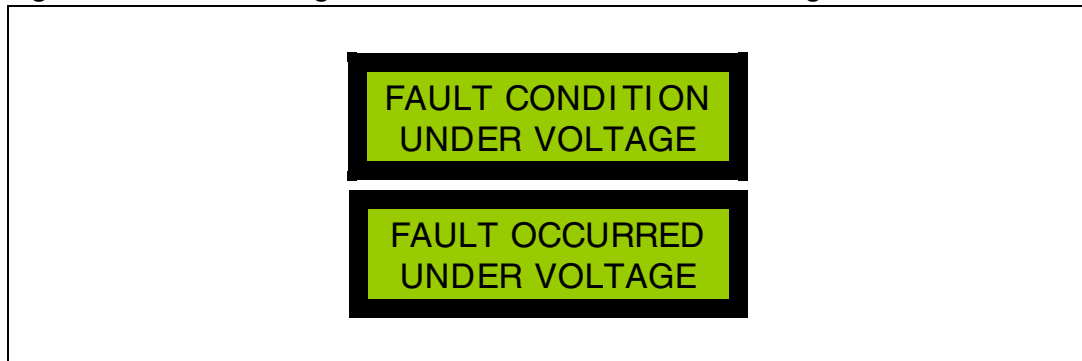 FAULT CONDITION
UNDER VOLTAGE
FAULT OCCURRED
UNDER VOLTAGE